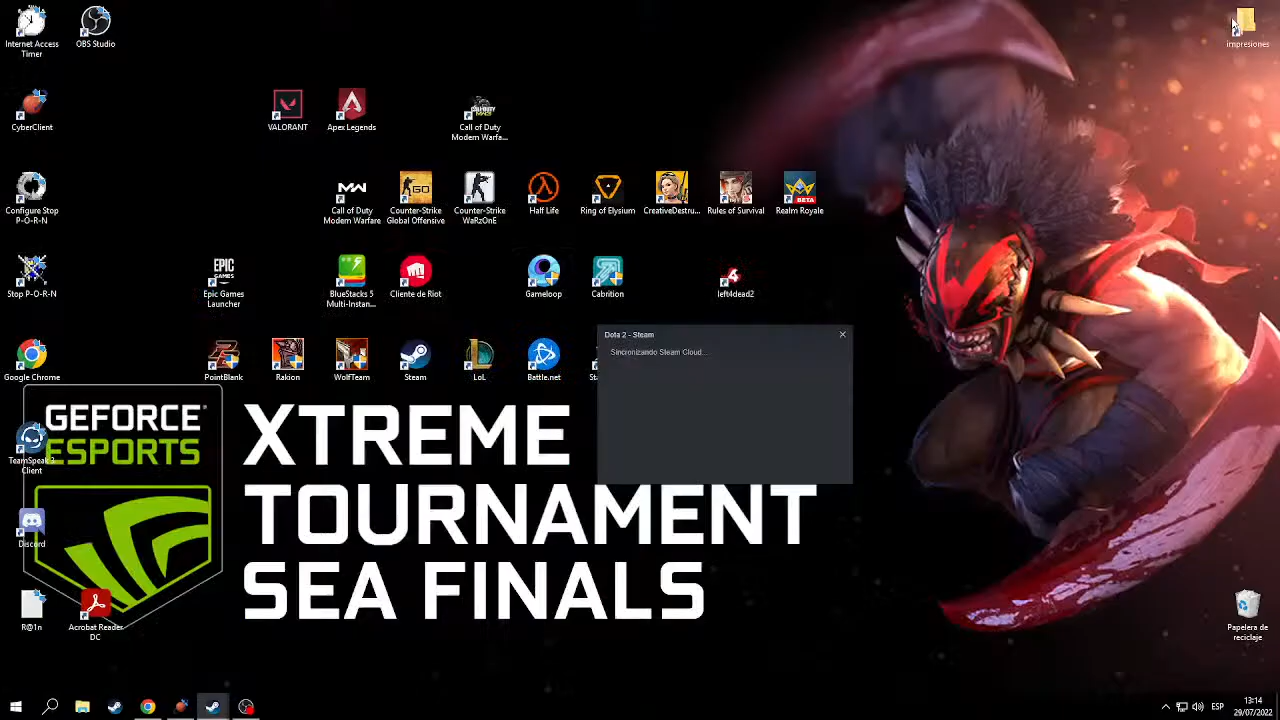 Internet Access
Timer
OBS Studio
impresiones
CyberClient
VALORANT
Apex Legends
Call of Duty
Modern Warfa...
Configure Stop
P-O-R-N
Call of Duty
Modern Warfare
Counter-Strike
Global Offensive
Counter-Strike
WaRzOnE
Half Life
Ring of Elysium
CreativeDestru...
Rules of Survival
BETA
Realm Royale
Stop P-O-R-N
EPIC
GAMES
Epic Games
Launcher
BlueStacks 5
Multi-Instan...
Cliente de Riot
Gameloop
Cabrition
left4dead2
Dota 2 - Steam
Sincronizando Steam Cloud...
Google Chrome
PointBlank
Rakion
WolfTeam
Steam
LoL
Battle.net
GEFORCE
ESPORTS
XTREME
TOURNAMENT
SEA FINALS
TeamSpeak 3
Client
Discord
R@1n
Acrobat Reader
DC
Papelera de
reciclaje
ESP
13:14
29/07/2022